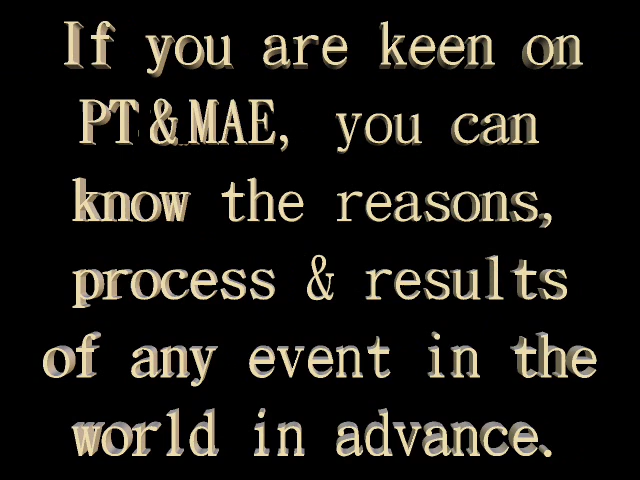 If you are keen on
PT&MAE, you can
know the reasons,
process & results
of any event in the
world in advance.